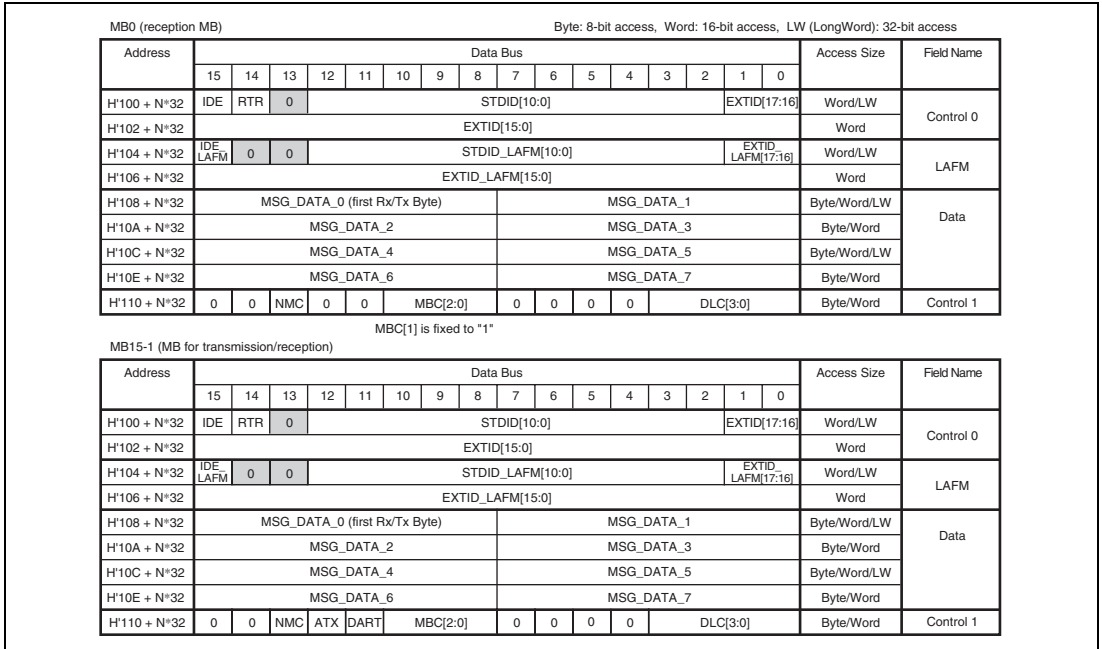 MB0 (reception MB) Byte: 8-bit access, Word: 16-bit access, LW (LongWord): 32-bit access
Address Data Bus Access Size Field Name
15 14 13 12 11 10 9 8 7 6 5 4 3 2 1 0
H'100 + N*32 IDE RTR 0 STDID[10:0] EXTID[17:16] Word/LW Control 0
H'102 + N*32 EXTID[15:0] Word
H'104 + N*32 IDE_LAFM 0 0 STDID_LAFM[10:0] EXTID_LAFM[17:16] Word/LW LAFM
H'106 + N*32 EXTID_LAFM[15:0] Word
H'108 + N*32 MSG_DATA_0 (first Rx/Tx Byte) MSG_DATA_1 Byte/Word/LW Data
H'10A + N*32 MSG_DATA_2 MSG_DATA_3 Byte/Word
H'10C + N*32 MSG_DATA_4 MSG_DATA_5 Byte/Word/LW
H'10E + N*32 MSG_DATA_6 MSG_DATA_7 Byte/Word
H'110 + N*32 0 0 NMC 0 0 MBC[2:0] 0 0 0 0 DLC[3:0] Byte/Word Control 1
MBC[1] is fixed to "1"
MB15-1 (MB for transmission/reception)
Address Data Bus Access Size Field Name
15 14 13 12 11 10 9 8 7 6 5 4 3 2 1 0
H'100 + N*32 IDE RTR 0 STDID[10:0] EXTID[17:16] Word/LW Control 0
H'102 + N*32 EXTID[15:0] Word
H'104 + N*32 IDE_LAFM 0 0 STDID_LAFM[10:0] EXTID_LAFM[17:16] Word/LW LAFM
H'106 + N*32 EXTID_LAFM[15:0] Word
H'108 + N*32 MSG_DATA_0 (first Rx/Tx Byte) MSG_DATA_1 Byte/Word/LW Data
H'10A + N*32 MSG_DATA_2 MSG_DATA_3 Byte/Word
H'10C + N*32 MSG_DATA_4 MSG_DATA_5 Byte/Word/LW
H'10E + N*32 MSG_DATA_6 MSG_DATA_7 Byte/Word
H'110 + N*32 0 0 NMC ATX DART MBC[2:0] 0 0 0 0 DLC[3:0] Byte/Word Control 1